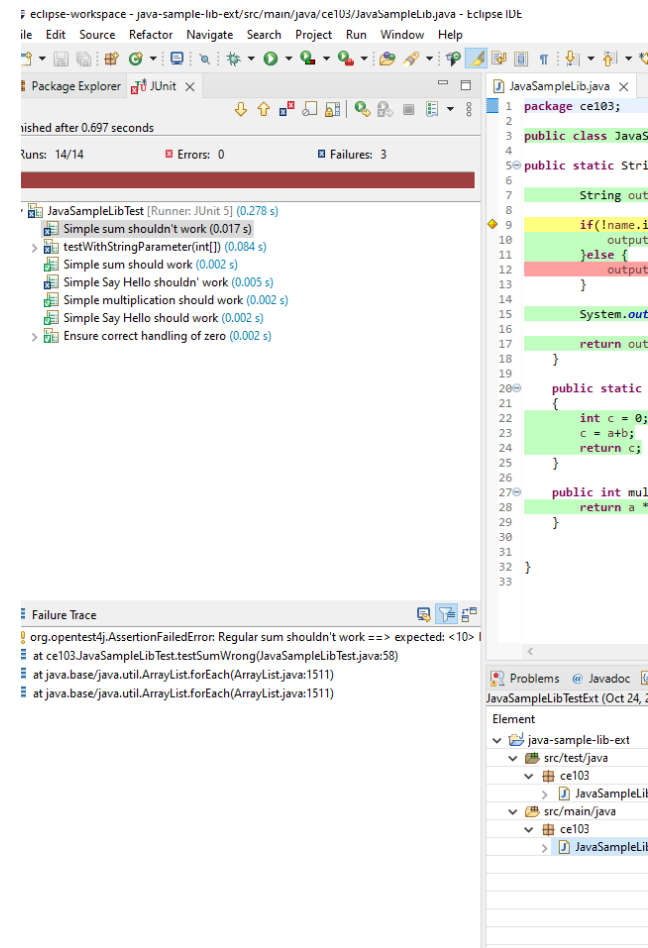 eclipse-workspace - java-sample-lib-ext/src/main/java/ce103/JavaSampleLib.java - Eclipse IDE
ile Edit Source Refactor Navigate Search Project Run Window Help
Package Explorer JUnit
ished after 0.697 seconds
Runs: 14/14 Errors: 0 Failures: 3
JavaSampleLibTest [Runner: JUnit 5] (0.278 s)
Simple sum shouldn't work (0.017 s)
testWithStringParameter(int[]) (0.084 s)
Simple sum should work (0.002 s)
Simple Say Hello shouldn' work (0.005 s)
Simple multiplication should work (0.002 s)
Simple Say Hello should work (0.002 s)
Ensure correct handling of zero (0.002 s)
Failure Trace
org.opentest4j.AssertionFailedError: Regular sum shouldn't work ==> expected: <10>
at ce103.JavaSampleLibTest.testSumWrong(JavaSampleLibTest.java:58)
at java.base/java.util.ArrayList.forEach(ArrayList.java:1511)
at java.base/java.util.ArrayList.forEach(ArrayList.java:1511)
JavaSampleLib.java
1 package ce103;
2
3 public class JavaS
4
5 public static Stri
6
7 String out
8
9 if(!name.i
10 output
11 }else {
12 output
13 }
14
15 System.out
16
17 return out
18 }
19
20 public static
21 {
22 int c = 0;
23 c = a+b;
24 return c;
25 }
26
27 public int mul
28 return a *
29 }
30
31
32 }
33
Problems @ Javadoc
JavaSampleLibTestExt (Oct 24, 2
Element
java-sample-lib-ext
src/test/java
ce103
JavaSampleLib
src/main/java
ce103
JavaSampleLib